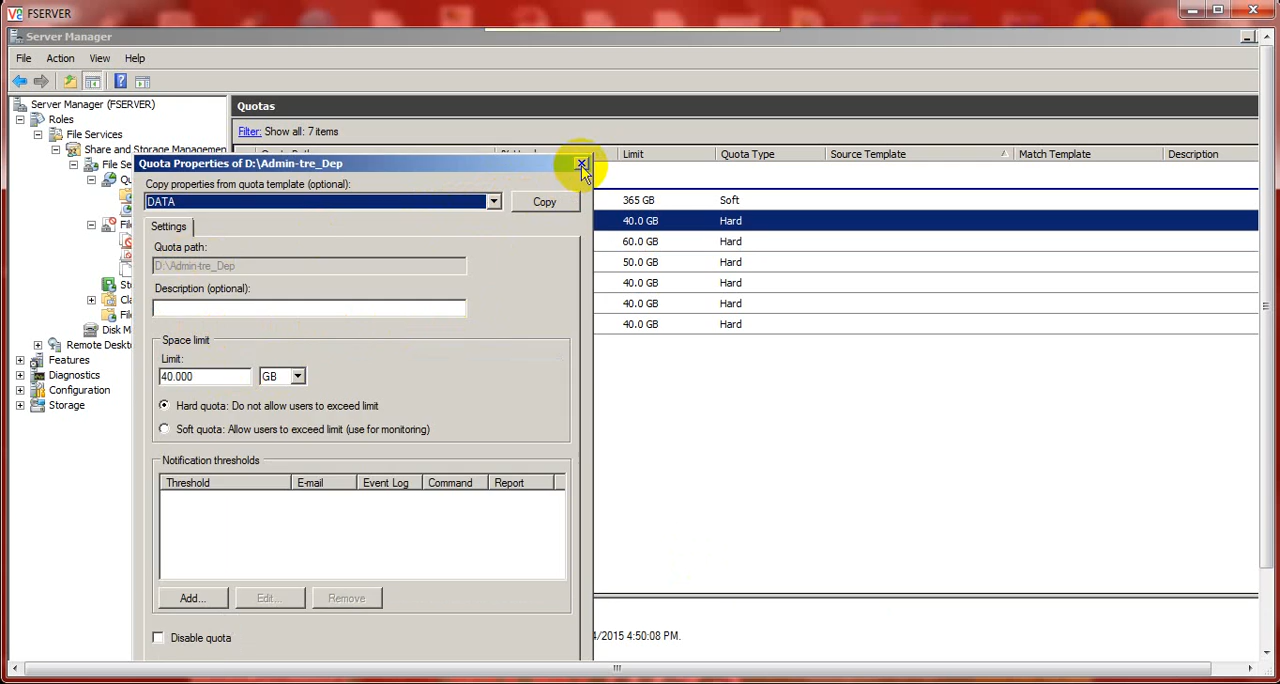 FSERVER
Server Manager
File Action View Help
Server Manager (FSERVER)
Roles
File Services
Share and Storage Management
File Se
Qu
Fil
Sto
Cla
Fil
Disk M
Remote Deskt
Features
Diagnostics
Configuration
Storage
Quotas
Filter: Show all: 7 items
Limit Quota Type Source Template Match Template Description
365 GB Soft
40.0 GB Hard
60.0 GB Hard
50.0 GB Hard
40.0 GB Hard
40.0 GB Hard
40.0 GB Hard
4/2015 4:50:08 PM.
Quota Properties of D:\Admin-tre_Dep
Copy properties from quota template (optional):
DATA Copy
Settings
Quota path:
D:\Admin-tre_Dep
Description (optional):
Space limit
Limit:
40.000 GB
Hard quota: Do not allow users to exceed limit
Soft quota: Allow users to exceed limit (use for monitoring)
Notification thresholds
Threshold E-mail Event Log Command Report
Add... Edit... Remove
Disable quota